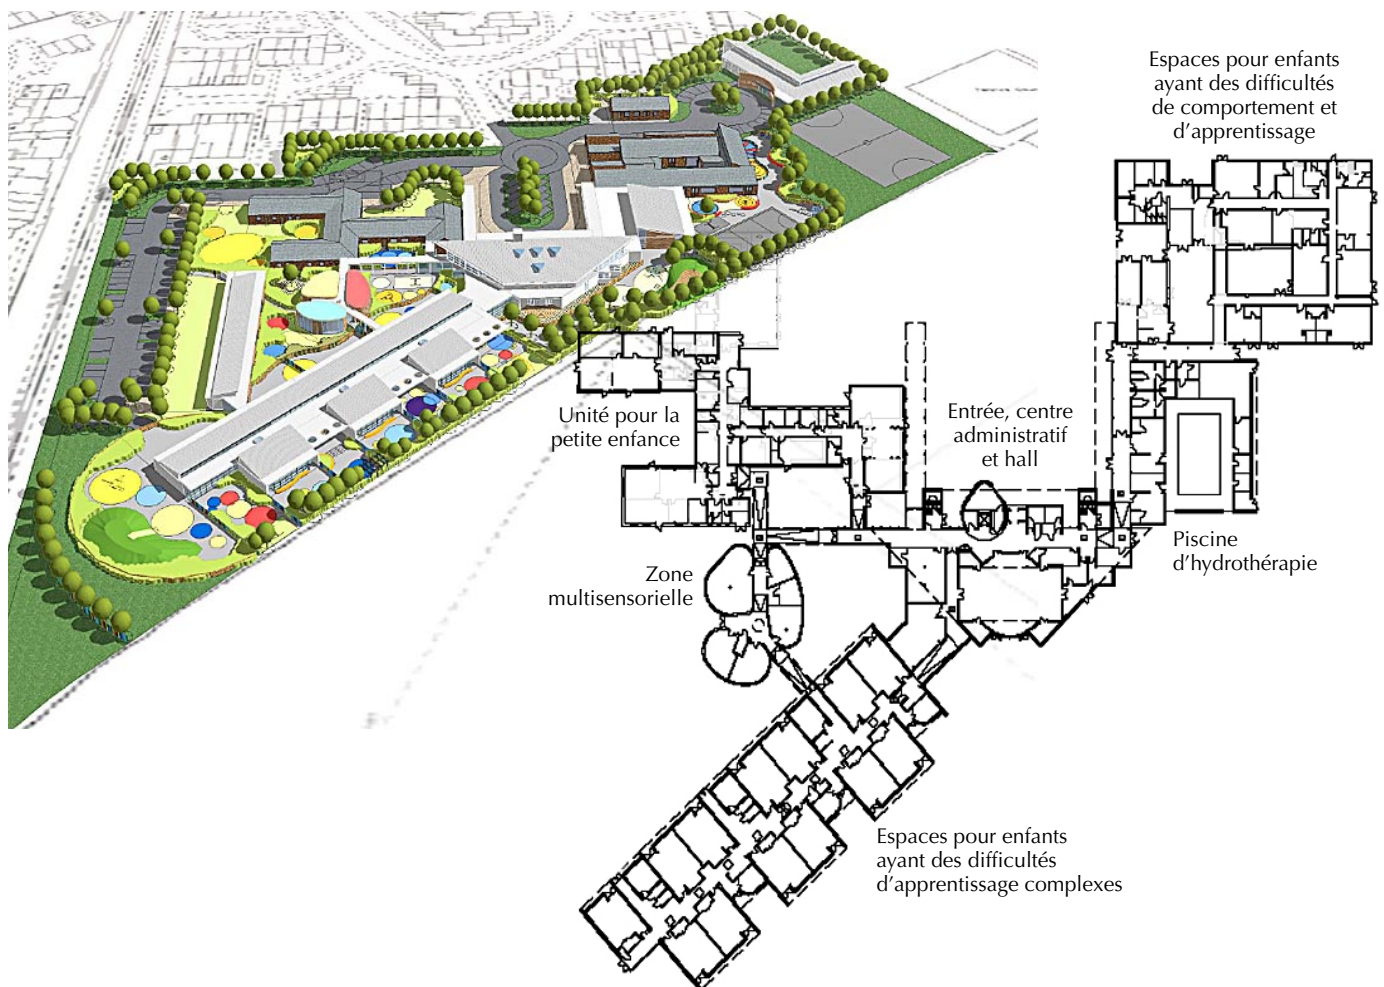 Espaces pour enfants
ayant des difficultés
de comportement et
d’apprentissage
Unité pour la
petite enfance
Entrée, centre
administratif
et hall
Piscine
d’hydrothérapie
Zone
multisensorielle
Espaces pour enfants
ayant des difficultés
d’apprentissage complexes